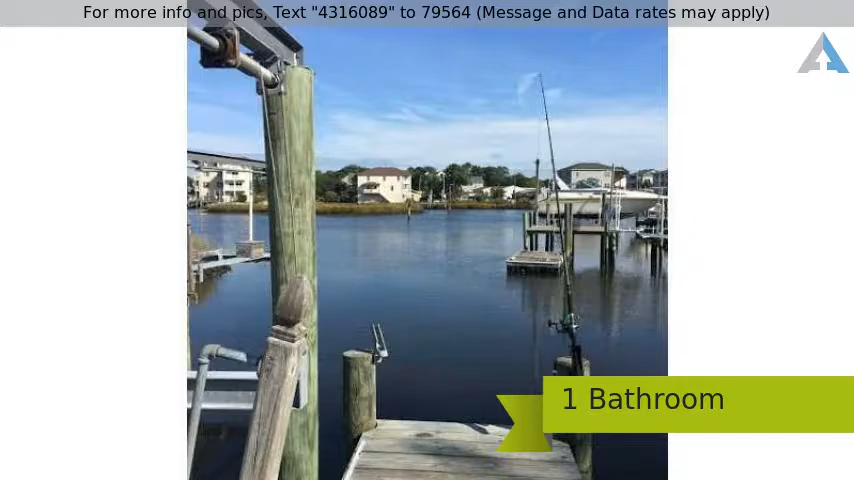 For more info and pics, Text "4316089" to 79564 (Message and Data rates may apply)
1 Bathroom